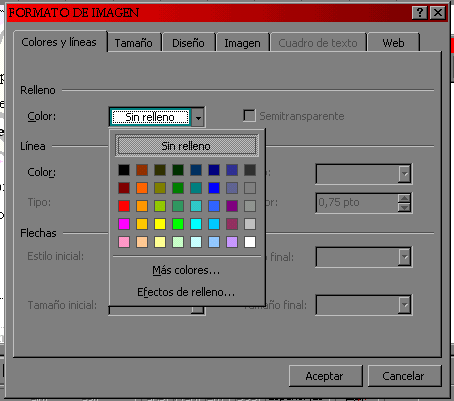 FORMATO DE IMAGEN
Colores y líneas Tamaño Diseño Imagen Cuadro de texto Web
Relleno
Color: Sin relleno Semitransparente
Sin relleno
Línea
Color:
Tipo: 0,75 pto
Flechas
Estilo inicial: final:
Más colores...
Efectos de relleno...
Tamaño inicial: Tamaño final:
Aceptar Cancelar